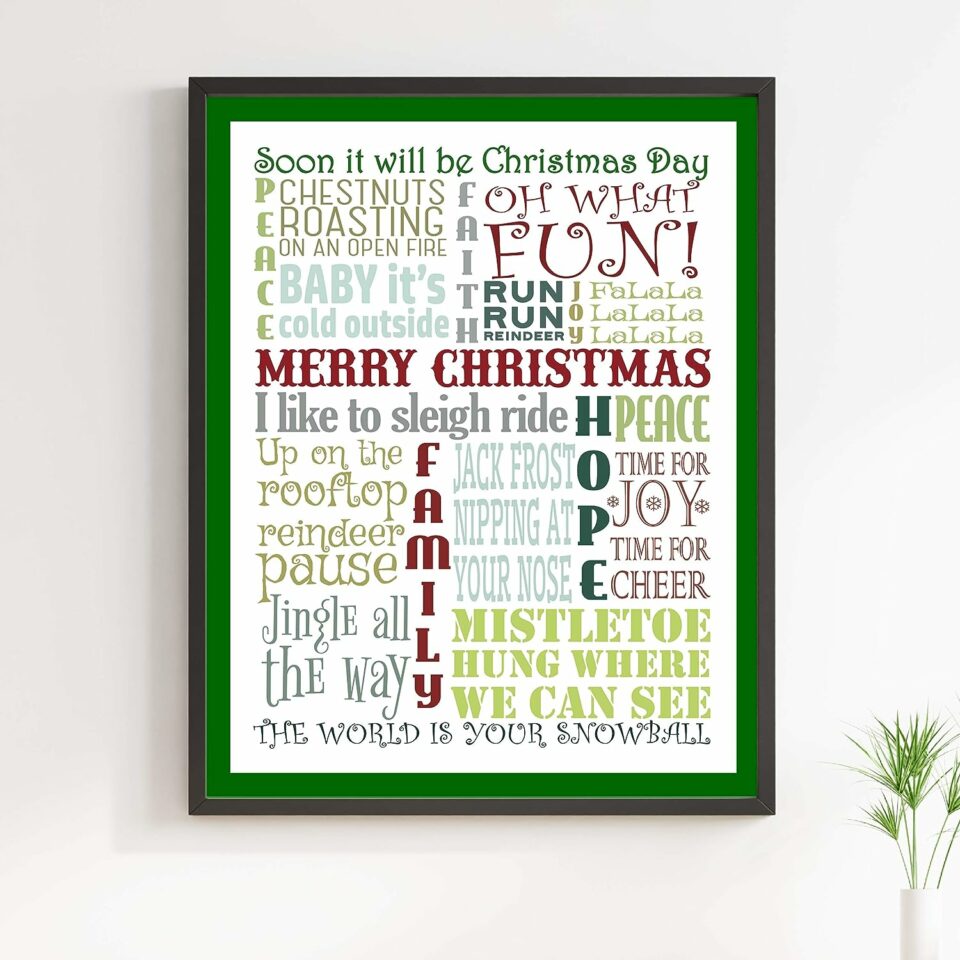 Soon it will be Christmas Day
PEACE
CHESTNUTS
ROASTING
ON AN OPEN FIRE
BABY it's
cold outside
FAITH
OH WHAT
FUN!
RUN
RUN
REINDEER
JOY
FaLaLa
LaLaLa
LaLaLa
MERRY CHRISTMAS
I like to sleigh ride
HOPE
PEACE
Up on the
rooftop
reindeer
pause
FAMILY
JACK FROST
NIPPING AT
YOUR NOSE
TIME FOR
JOY
TIME FOR
CHEER
Jingle all
THE WAY
MISTLETOE
HUNG WHERE
WE CAN SEE
THE WORLD IS YOUR SNOWBALL